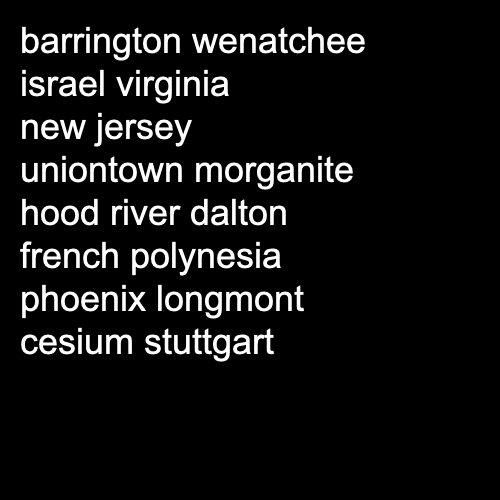 barrington wenatchee
israel virginia
new jersey
uniontown morganite
hood river dalton
french polynesia
phoenix longmont
cesium stuttgart